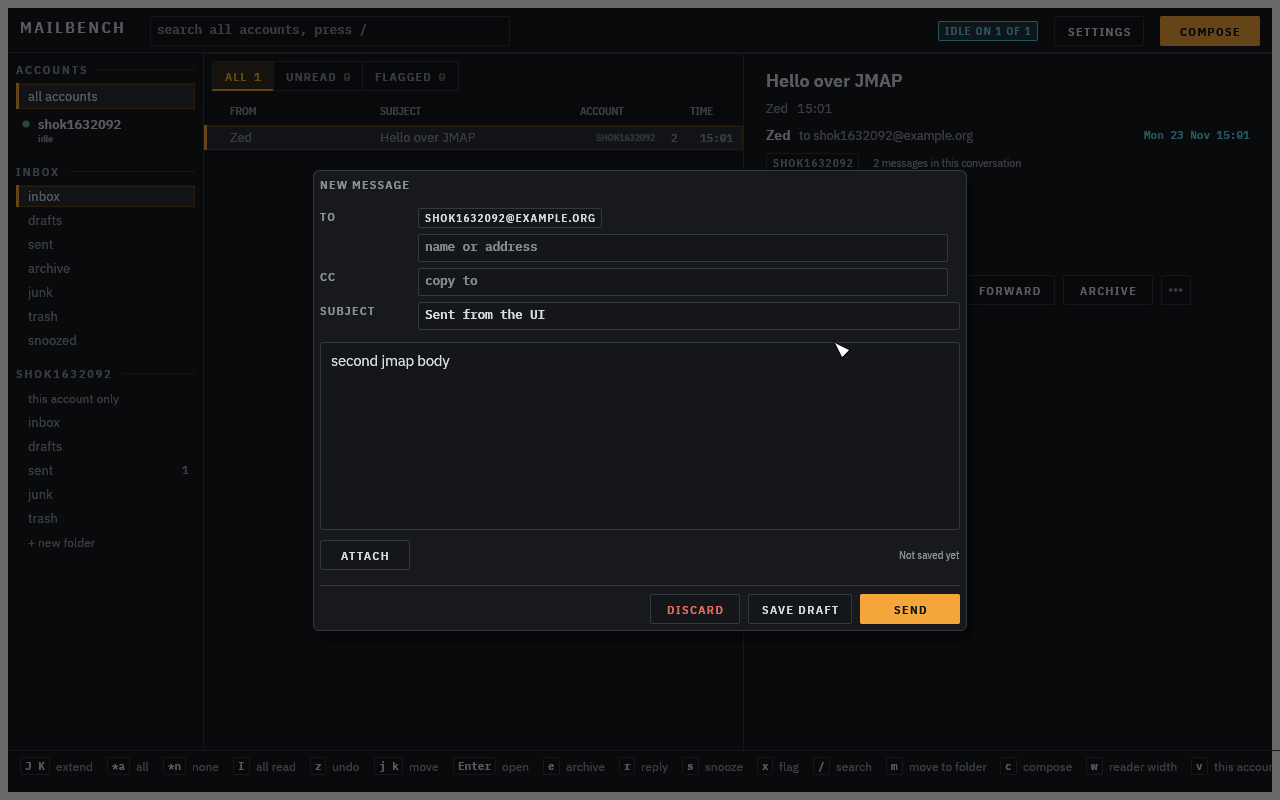 MAILBENCH
search all accounts, press /
IDLE ON 1 OF 1
SETTINGS
COMPOSE
ACCOUNTS
all accounts
shok1632092
idle
INBOX
inbox
drafts
sent
archive
junk
trash
snoozed
SHOK1632092
this account only
inbox
drafts
sent 1
junk
trash
+ new folder
ALL 1 UNREAD 0 FLAGGED 0
FROM SUBJECT ACCOUNT TIME
Zed Hello over JMAP SHOK1632092 2 15:01
Hello over JMAP
Zed 15:01
Zed to shok1632092@example.org Mon 23 Nov 15:01
SHOK1632092 2 messages in this conversation
FORWARD ARCHIVE •••
NEW MESSAGE
TO SHOK1632092@EXAMPLE.ORG
name or address
CC copy to
SUBJECT Sent from the UI
second jmap body
ATTACH Not saved yet
DISCARD SAVE DRAFT SEND
J K extend *a all *n none I all read z undo j k move Enter open e archive r reply s snooze x flag / search m move to folder c compose w reader width v this accoun